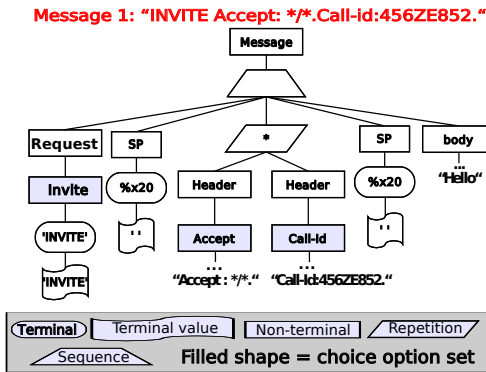 Message 1: “INVITE Accept: */*.Call-id:456ZE852.“
Message
Request
SP
*
SP
body
...
“Hello“
Invite
%x20
Header
Header
%x20
'INVITE'
' '
Accept
Call-id
' '
'INVITE'
...
...
“Accept : */*.“
“Call-Id:456ZE852.“
Terminal
Terminal value
Non-terminal
Repetition
Sequence
Filled shape = choice option set